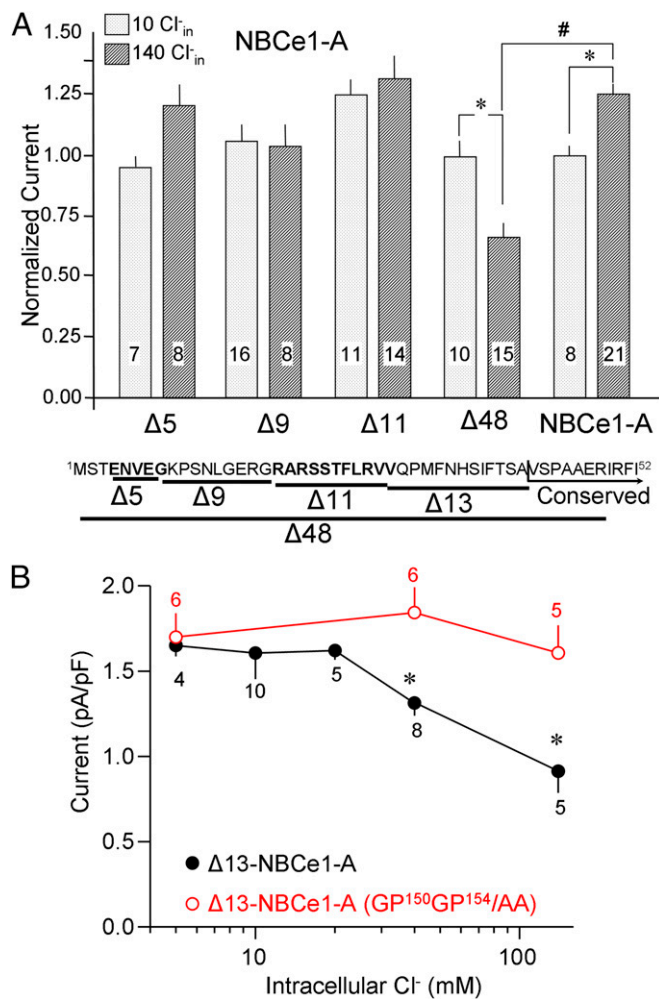 A
10 Cl⁻in
140 Cl⁻in
NBCe1-A
#
*
*
1.50
1.25
1.00
0.75
0.50
0.25
0.00
Normalized Current
7 8 16 8 11 14 10 15 8 21
Δ5 Δ9 Δ11 Δ48 NBCe1-A
¹MSTENVEGKPSNLGERGRARSSTFLRVVQPMFNHSIFTSAVSPAAERIRFI⁵²
Δ5 Δ9 Δ11 Δ13 Conserved
Δ48
B
2.0
1.5
1.0
0.5
0.0
Current (pA/pF)
6 6 5
4 10 5 * 8 * 5
Δ13-NBCe1-A
Δ13-NBCe1-A (GP¹⁵⁰GP¹⁵⁴/AA)
10 100
Intracellular Cl⁻ (mM)